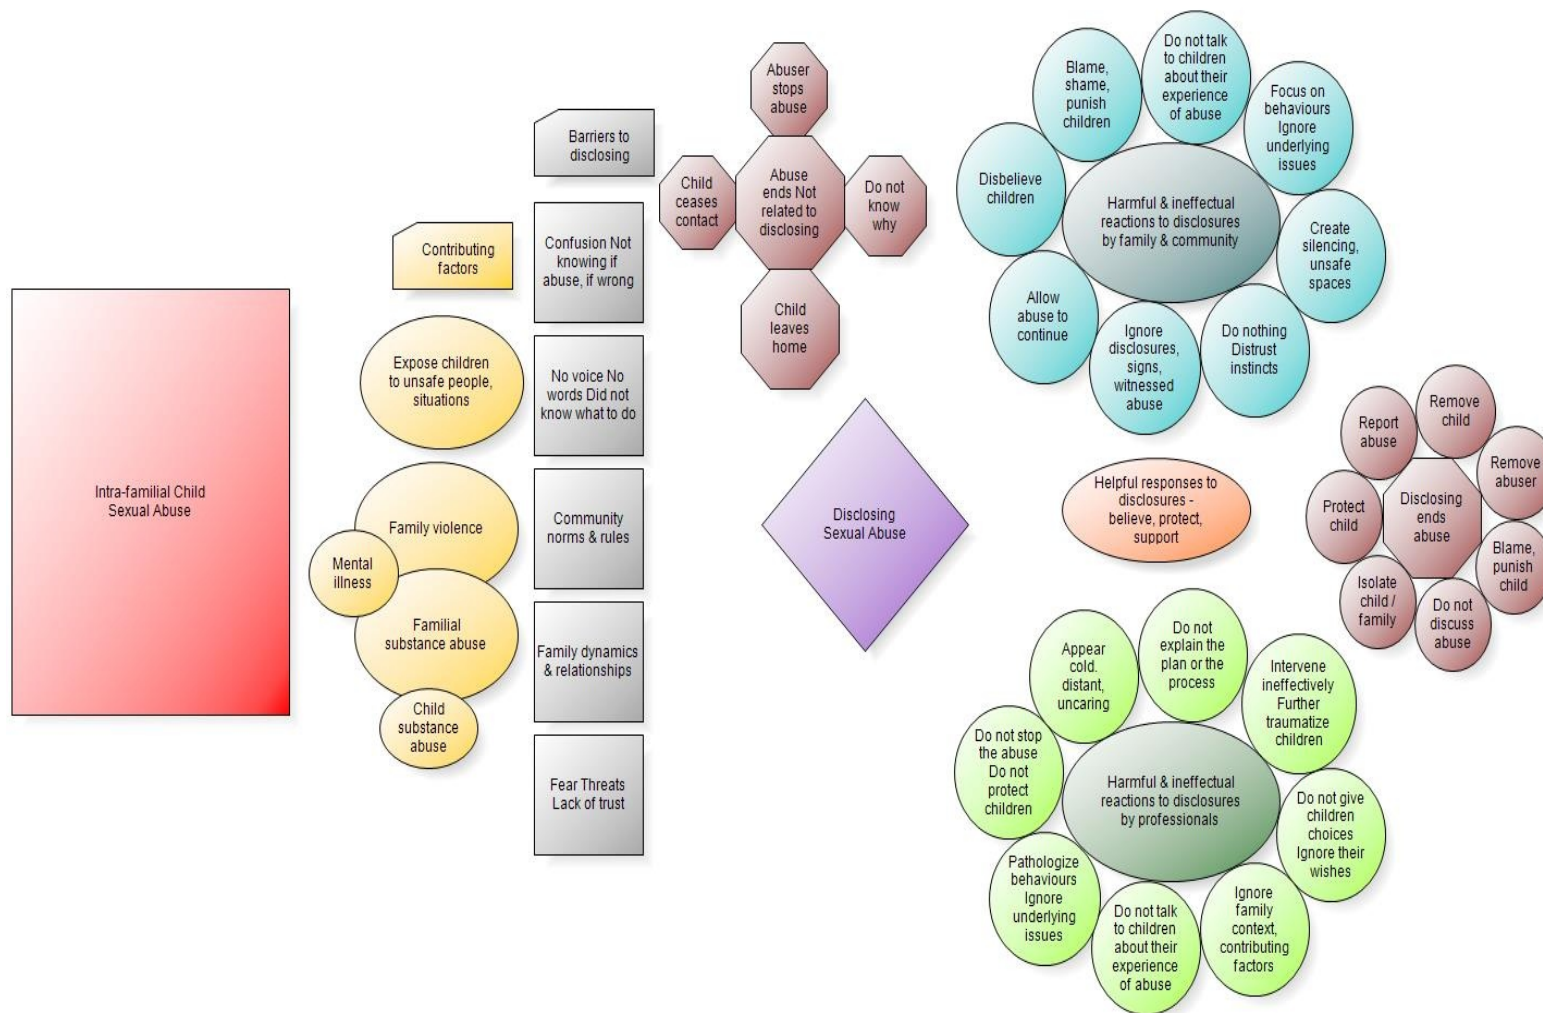 Intra-familial Child
Sexual Abuse
Contributing
factors
Expose children
to unsafe people,
situations
Family violence
Mental
illness
Familial
substance abuse
Child
substance
abuse
Barriers to
disclosing
Confusion Not
knowing if
abuse, if wrong
No voice No
words Did not
know what to do
Community
norms & rules
Family dynamics
& relationships
Fear Threats
Lack of trust
Abuser
stops
abuse
Child
ceases
contact
Abuse
ends Not
related to
disclosing
Do not
know
why
Child
leaves
home
Disclosing
Sexual Abuse
Do not talk
to children
about their
experience
of abuse
Blame,
shame,
punish
children
Focus on
behaviours
Ignore
underlying
issues
Disbelieve
children
Harmful & ineffectual
reactions to disclosures
by family & community
Create
silencing,
unsafe
spaces
Allow
abuse to
continue
Ignore
disclosures,
signs,
witnessed
abuse
Do nothing
Distrust
instincts
Helpful responses to
disclosures -
believe, protect,
support
Remove
child
Report
abuse
Remove
abuser
Protect
child
Disclosing
ends
abuse
Blame,
punish
child
Isolate
child /
family
Do not
discuss
abuse
Do not
explain the
plan or the
process
Appear
cold.
distant,
uncaring
Intervene
ineffectively
Further
traumatize
children
Do not stop
the abuse
Do not
protect
children
Harmful & ineffectual
reactions to disclosures
by professionals
Do not give
children
choices
Ignore their
wishes
Pathologize
behaviours
Ignore
underlying
issues
Do not talk
to children
about their
experience
of abuse
Ignore
family
context,
contributing
factors